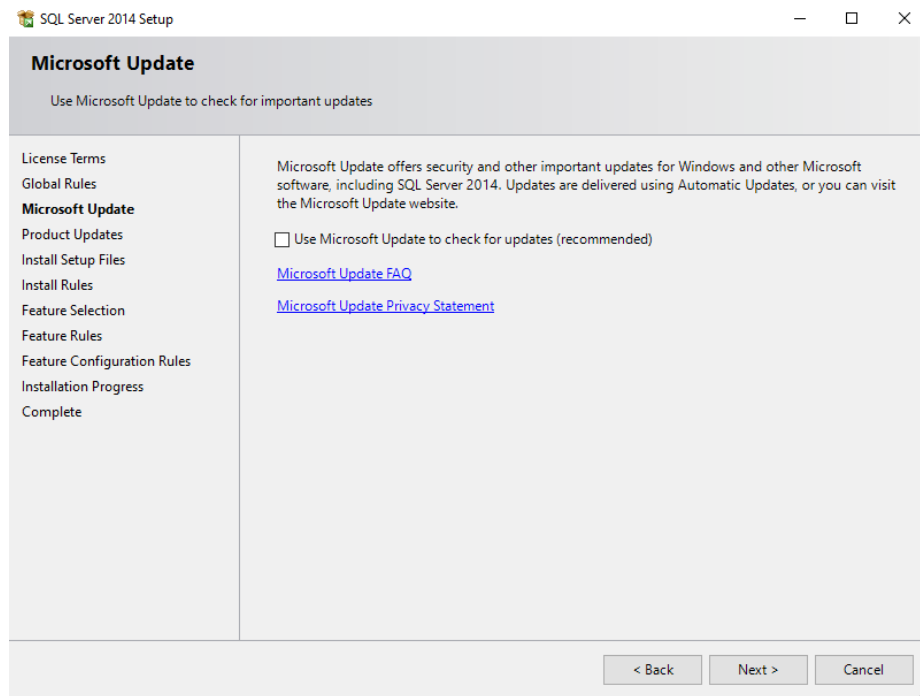 SQL Server 2014 Setup
Microsoft Update
Use Microsoft Update to check for important updates
License Terms
Global Rules
Microsoft Update
Product Updates
Install Setup Files
Install Rules
Feature Selection
Feature Rules
Feature Configuration Rules
Installation Progress
Complete
Microsoft Update offers security and other important updates for Windows and other Microsoft
software, including SQL Server 2014. Updates are delivered using Automatic Updates, or you can visit
the Microsoft Update website.
Use Microsoft Update to check for updates (recommended)
Microsoft Update FAQ
Microsoft Update Privacy Statement
< Back
Next >
Cancel